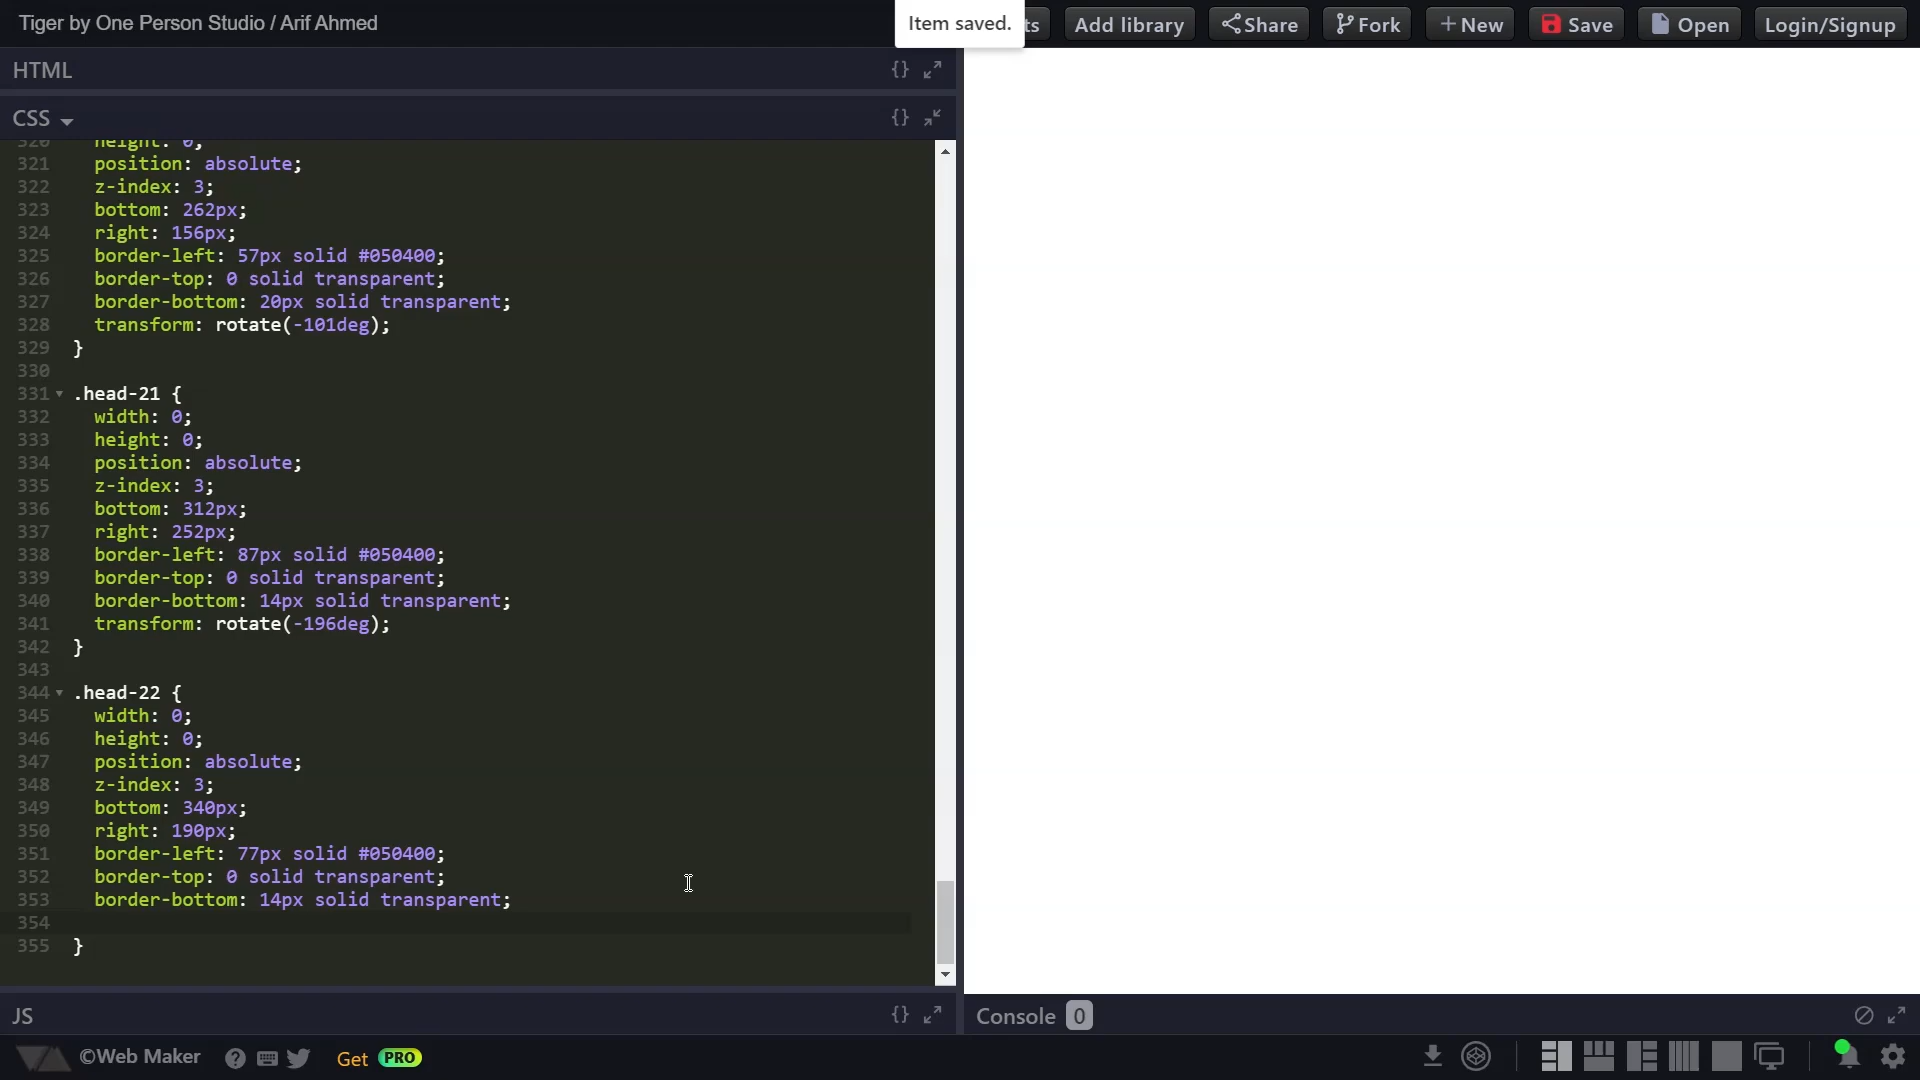 Tiger by One Person Studio / Arif Ahmed
Item saved.
ts
Add library
Share
Fork
+ New
Save
Open
Login/Signup
HTML
{}
CSS
{}
320 height: 0;
321 position: absolute;
322 z-index: 3;
323 bottom: 262px;
324 right: 156px;
325 border-left: 57px solid #050400;
326 border-top: 0 solid transparent;
327 border-bottom: 20px solid transparent;
328 transform: rotate(-101deg);
329 }
330
331 .head-21 {
332 width: 0;
333 height: 0;
334 position: absolute;
335 z-index: 3;
336 bottom: 312px;
337 right: 252px;
338 border-left: 87px solid #050400;
339 border-top: 0 solid transparent;
340 border-bottom: 14px solid transparent;
341 transform: rotate(-196deg);
342 }
343
344 .head-22 {
345 width: 0;
346 height: 0;
347 position: absolute;
348 z-index: 3;
349 bottom: 340px;
350 right: 190px;
351 border-left: 77px solid #050400;
352 border-top: 0 solid transparent;
353 border-bottom: 14px solid transparent;
354
355 }
JS
{}
Console 0
©Web Maker
?
Get PRO